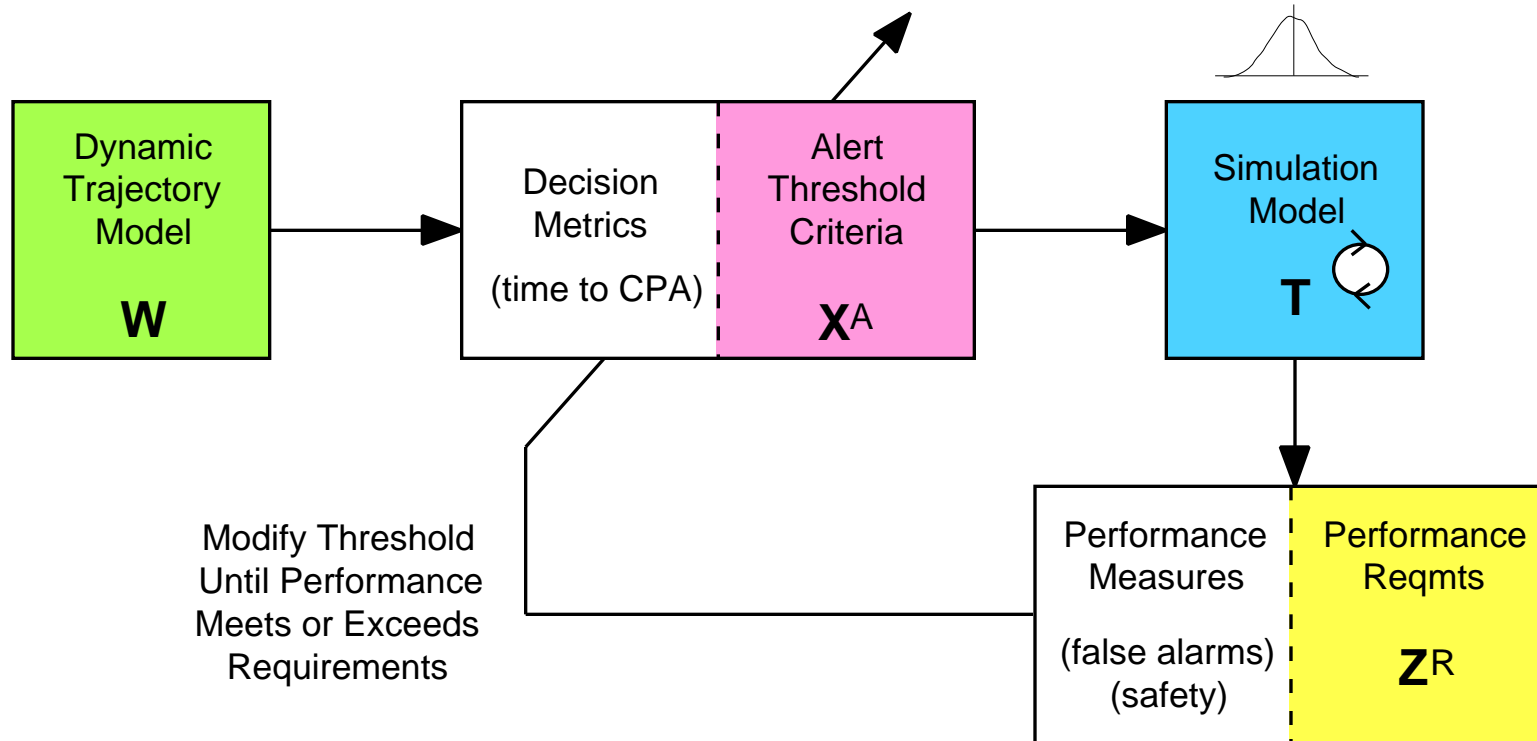 Dynamic
Trajectory
Model
W
Decision
Metrics
(time to CPA)
Alert
Threshold
Criteria
XA
Simulation
Model
T
Modify Threshold
Until Performance
Meets or Exceeds
Requirements
Performance
Measures
(false alarms)
(safety)
Performance
Reqmts
ZR